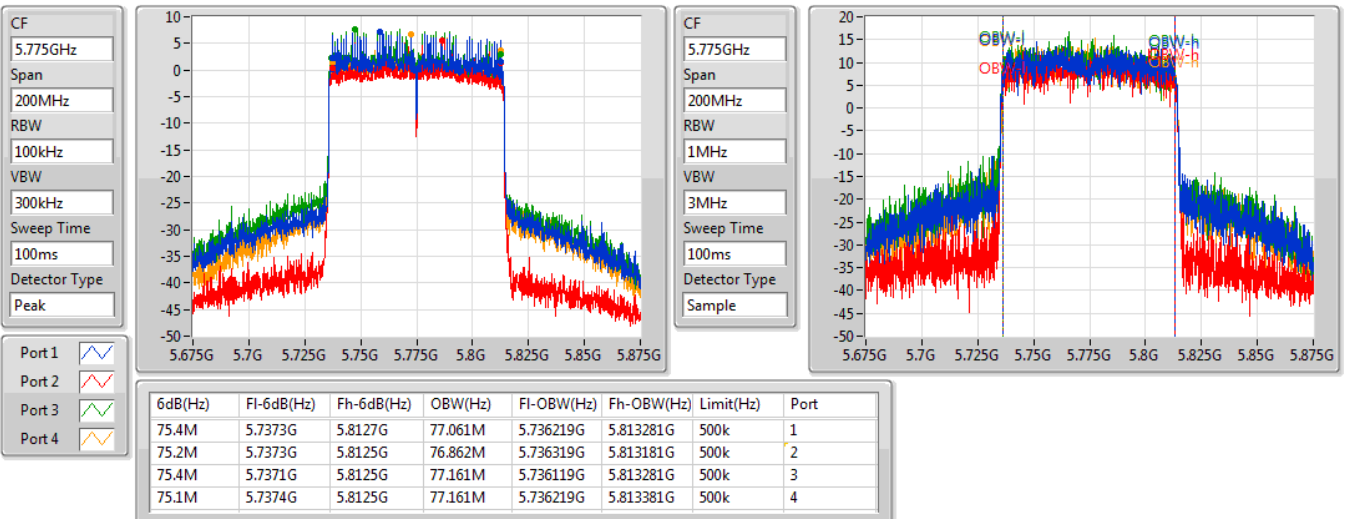 CF
5.775GHz
Span
200MHz
RBW
100kHz
VBW
300kHz
Sweep Time
100ms
Detector Type
Peak
10
5
0
-5
-10
-15
-20
-25
-30
-35
-40
-45
-50
5.675G 5.7G 5.725G 5.75G 5.775G 5.8G 5.825G 5.85G 5.875G
CF
5.775GHz
Span
200MHz
RBW
1MHz
VBW
3MHz
Sweep Time
100ms
Detector Type
Sample
20
15
10
5
0
-5
-10
-15
-20
-25
-30
-35
-40
-45
-50
OBW-l OBW-h
5.675G 5.7G 5.725G 5.75G 5.775G 5.8G 5.825G 5.85G 5.875G
Port 1
Port 2
Port 3
Port 4
6dB(Hz) Fl-6dB(Hz) Fh-6dB(Hz) OBW(Hz) Fl-OBW(Hz) Fh-OBW(Hz) Limit(Hz) Port
75.4M 5.7373G 5.8127G 77.061M 5.736219G 5.813281G 500k 1
75.2M 5.7373G 5.8125G 76.862M 5.736319G 5.813181G 500k 2
75.4M 5.7371G 5.8125G 77.161M 5.736119G 5.813281G 500k 3
75.1M 5.7374G 5.8125G 77.161M 5.736219G 5.813381G 500k 4